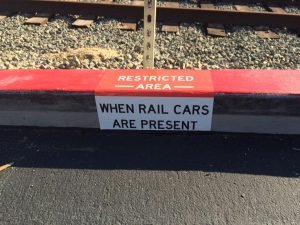 RESTRICTED
AREA
WHEN RAIL CARS
ARE PRESENT